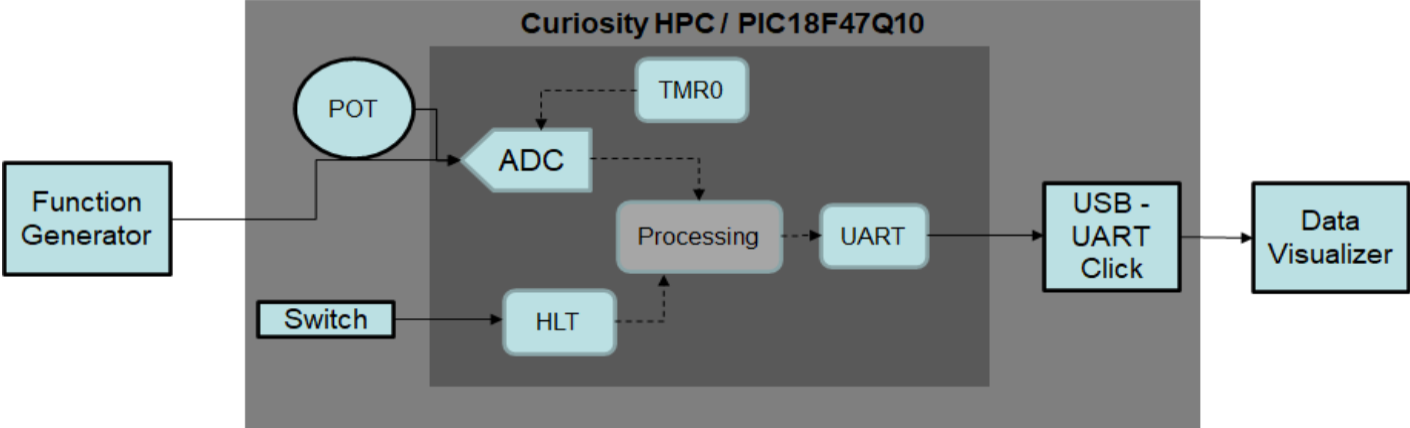 Curiosity HPC / PIC18F47Q10
POT
TMR0
ADC
Function
Generator
Processing
UART
USB -
UART
Click
Data
Visualizer
Switch
HLT